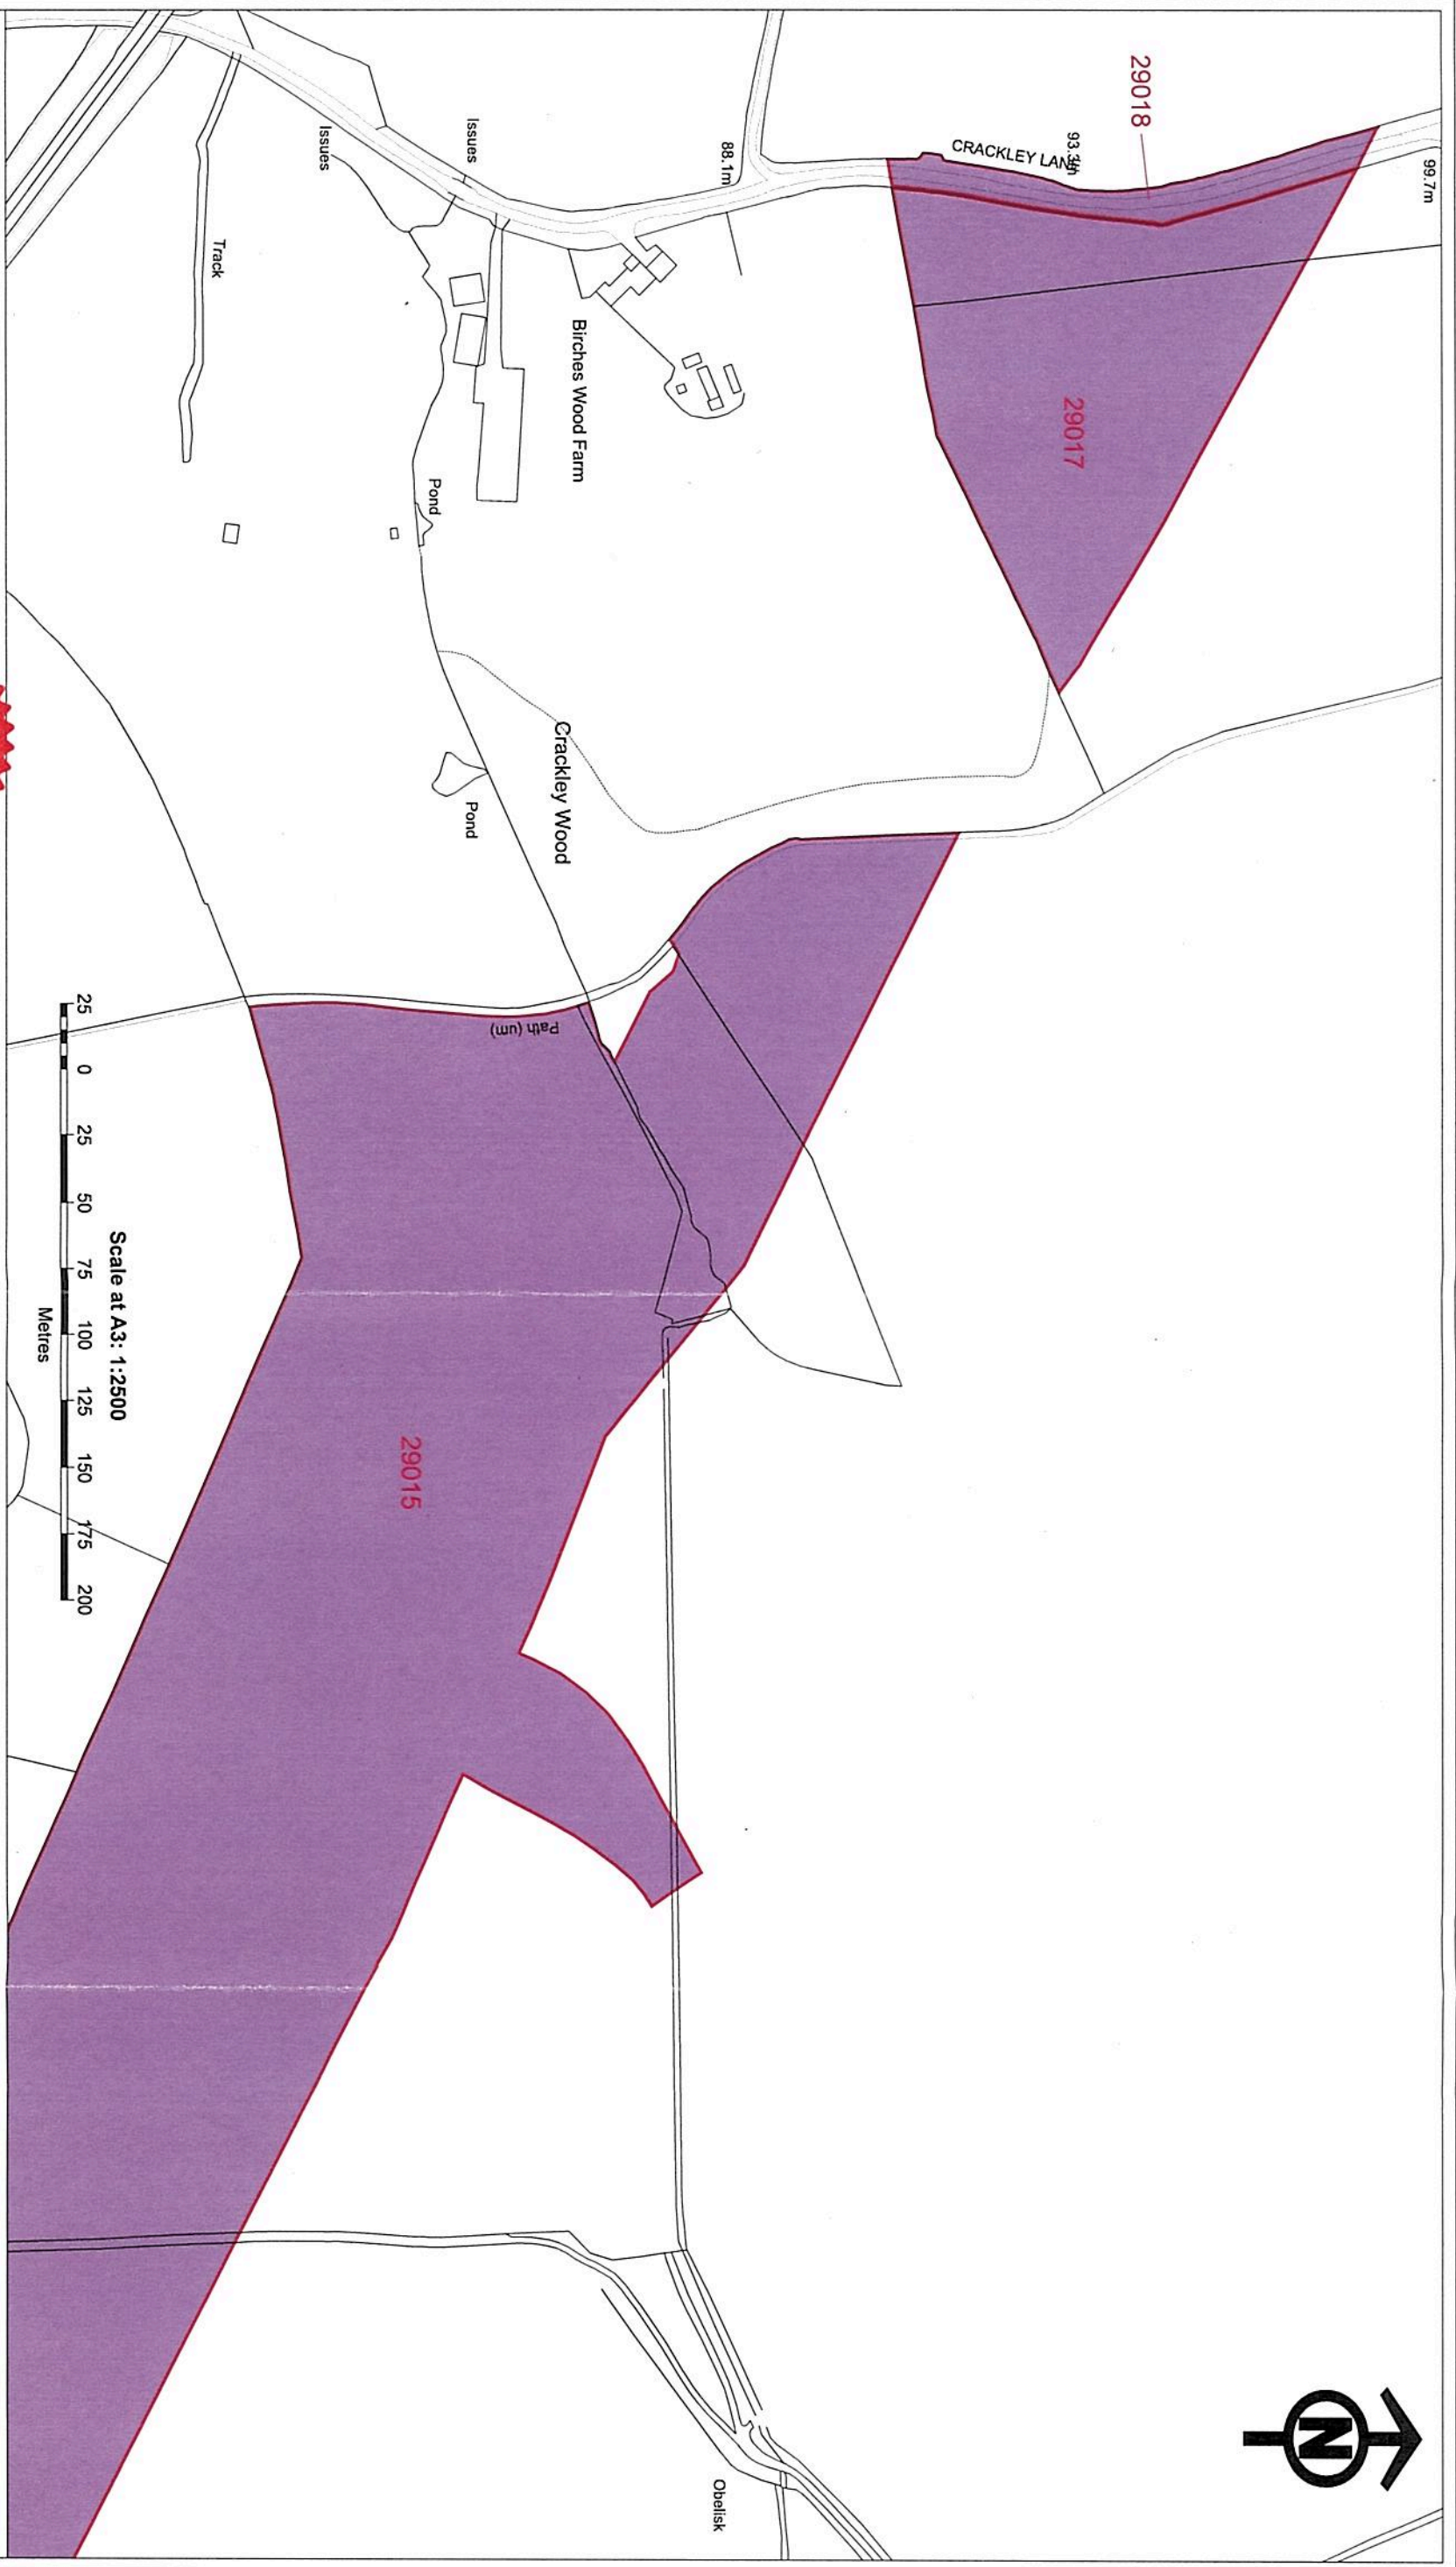 99.7m
N
29018
93.3m
CRACKLEY LANE
29017
88.1m
Obelisk
Birches Wood Farm
Crackley Wood
Path (um)
Issues
Pond
Pond
29015
Issues
Track
Scale at A3: 1:2500
25 0 25 50 75 100 125 150 175 200
Metres